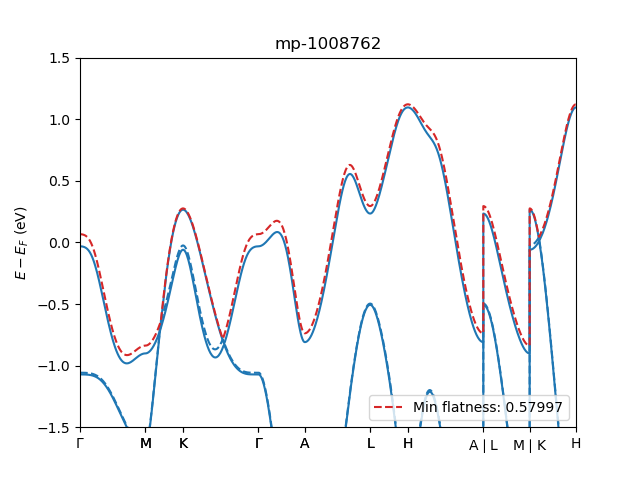 mp-1008762
E − E_F (eV)
1.5
1.0
0.5
0.0
−0.5
−1.0
−1.5
Min flatness: 0.57997
Γ M K Γ A L H A | L M | K H